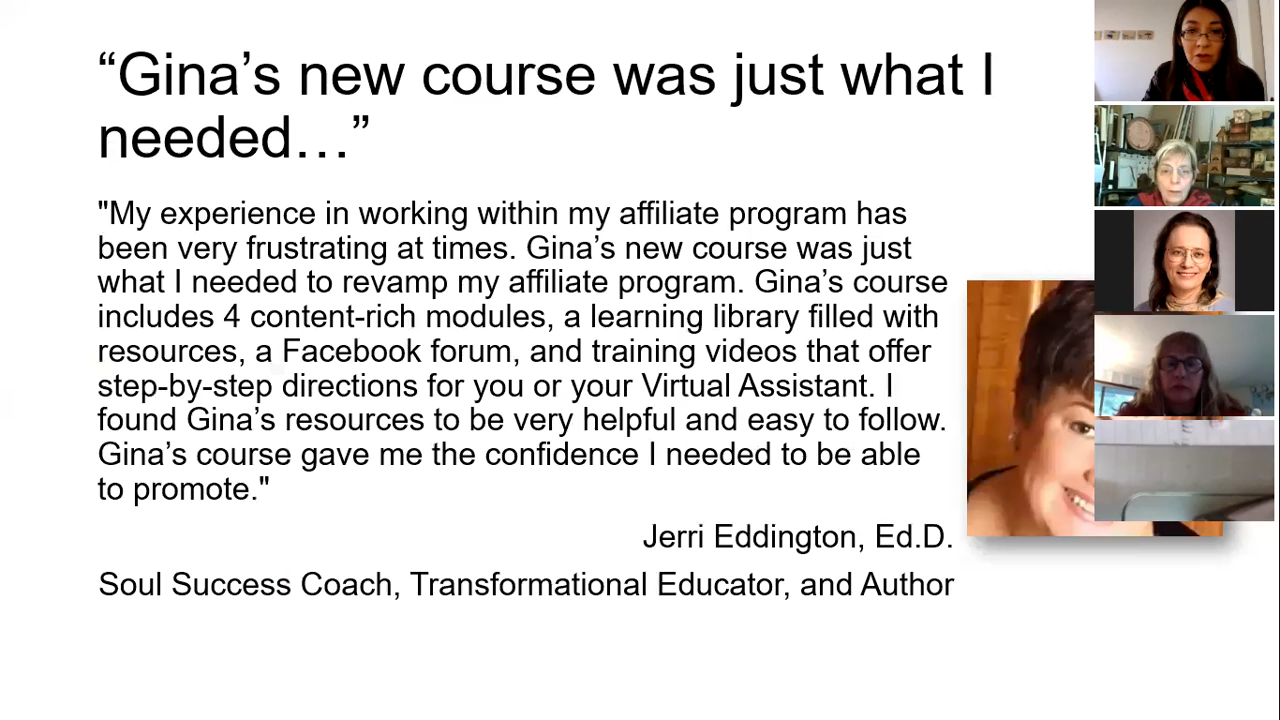 “Gina’s new course was just what I
needed…”
"My experience in working within my affiliate program has
been very frustrating at times. Gina’s new course was just
what I needed to revamp my affiliate program. Gina’s course
includes 4 content-rich modules, a learning library filled with
resources, a Facebook forum, and training videos that offer
step-by-step directions for you or your Virtual Assistant. I
found Gina’s resources to be very helpful and easy to follow.
Gina’s course gave me the confidence I needed to be able
to promote."
Jerri Eddington, Ed.D.
Soul Success Coach, Transformational Educator, and Author